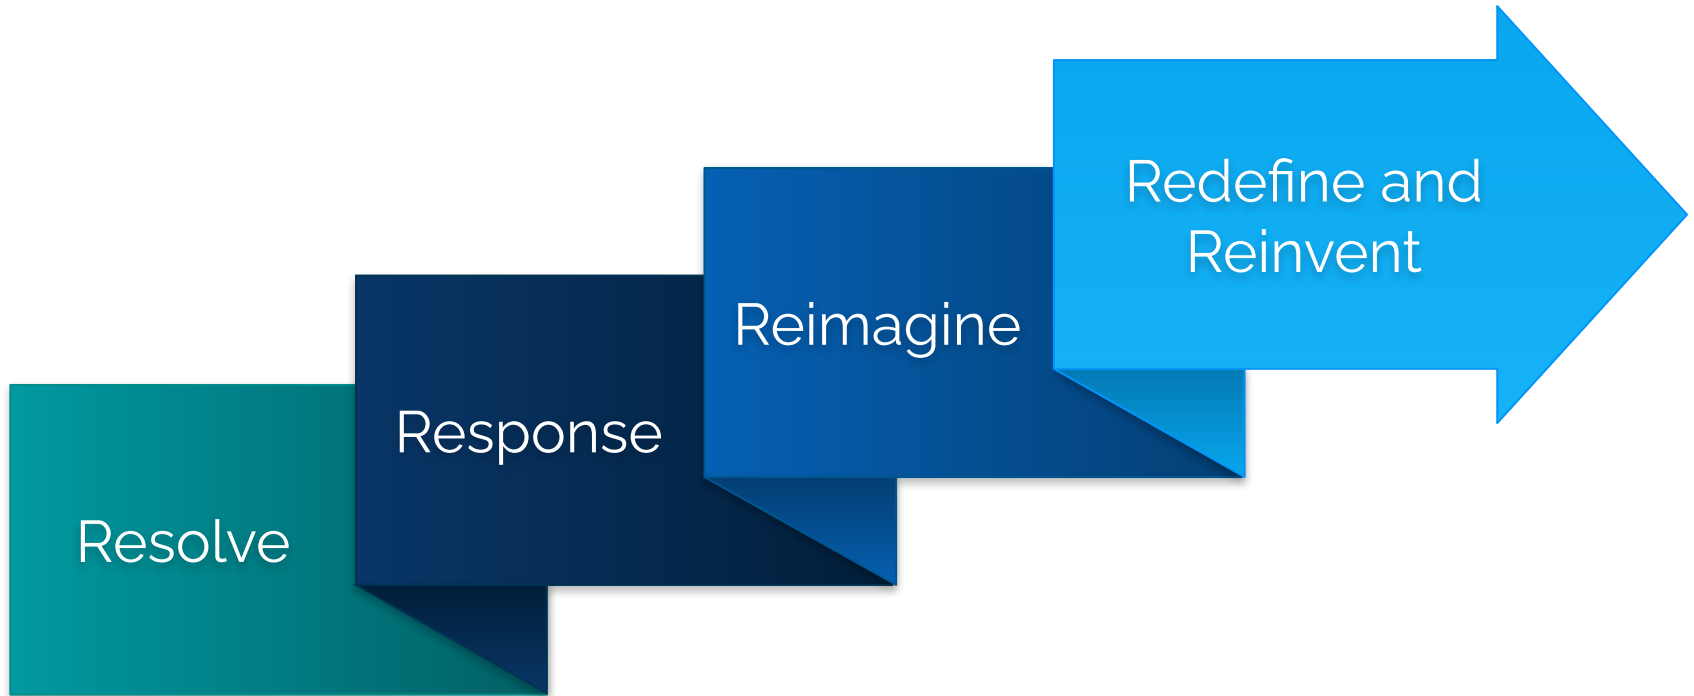 Redefine and
Reinvent
Reimagine
Response
Resolve